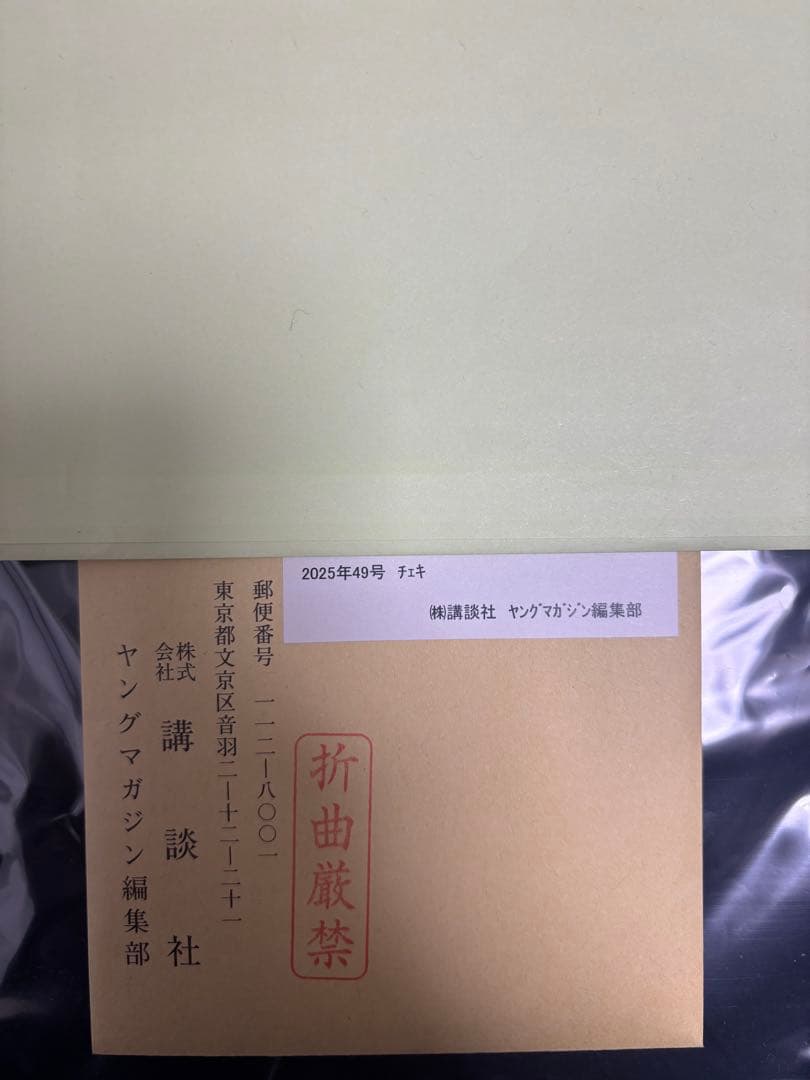 2025年49号 ﾁｪｷ
㈱講談社 ﾔﾝｸﾞﾏｶﾞｼﾞﾝ編集部
郵便番号 一一二―八〇〇一
東京都文京区音羽二―十二―二十一
株式会社 講談社
ヤングマガジン編集部
折曲厳禁